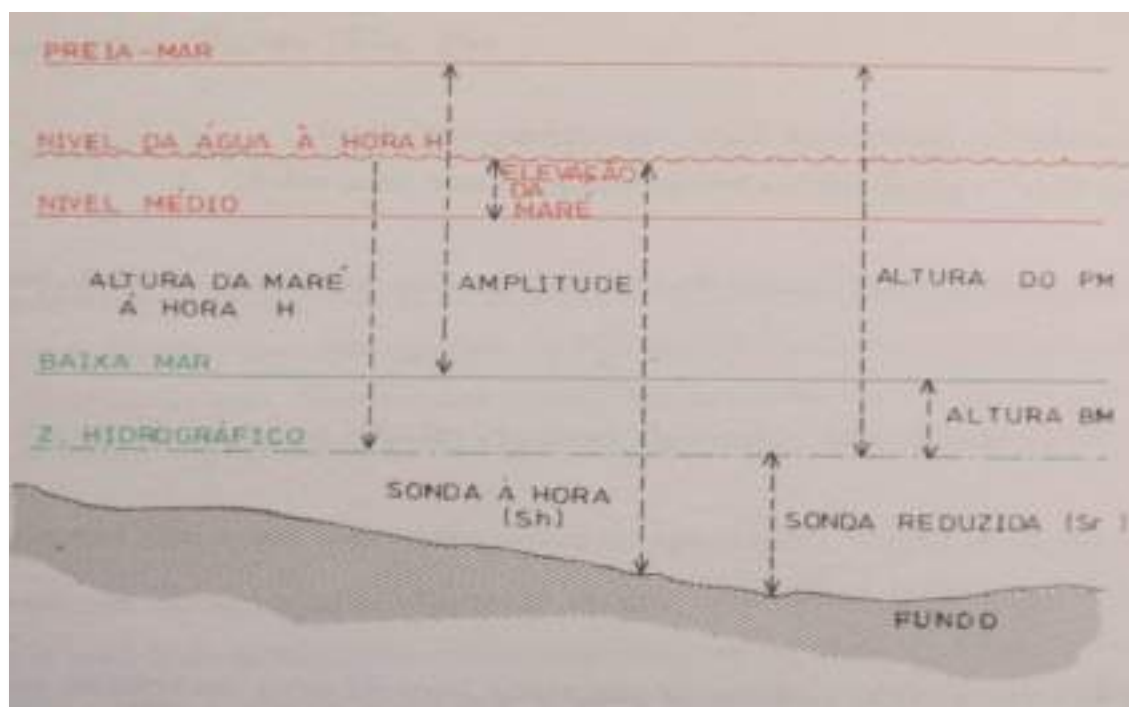 PREIA-MAR
NIVEL DA ÁGUA À HORA H
ELEVAÇÃO
DA
MARÉ
NIVEL MÉDIO
ALTURA DA MARÉ
À HORA H
AMPLITUDE
ALTURA DO PM
BAIXA MAR
ALTURA BM
Z. HIDROGRÁFICO
SONDA À HORA
(Sh)
SONDA REDUZIDA (Sr)
FUNDO